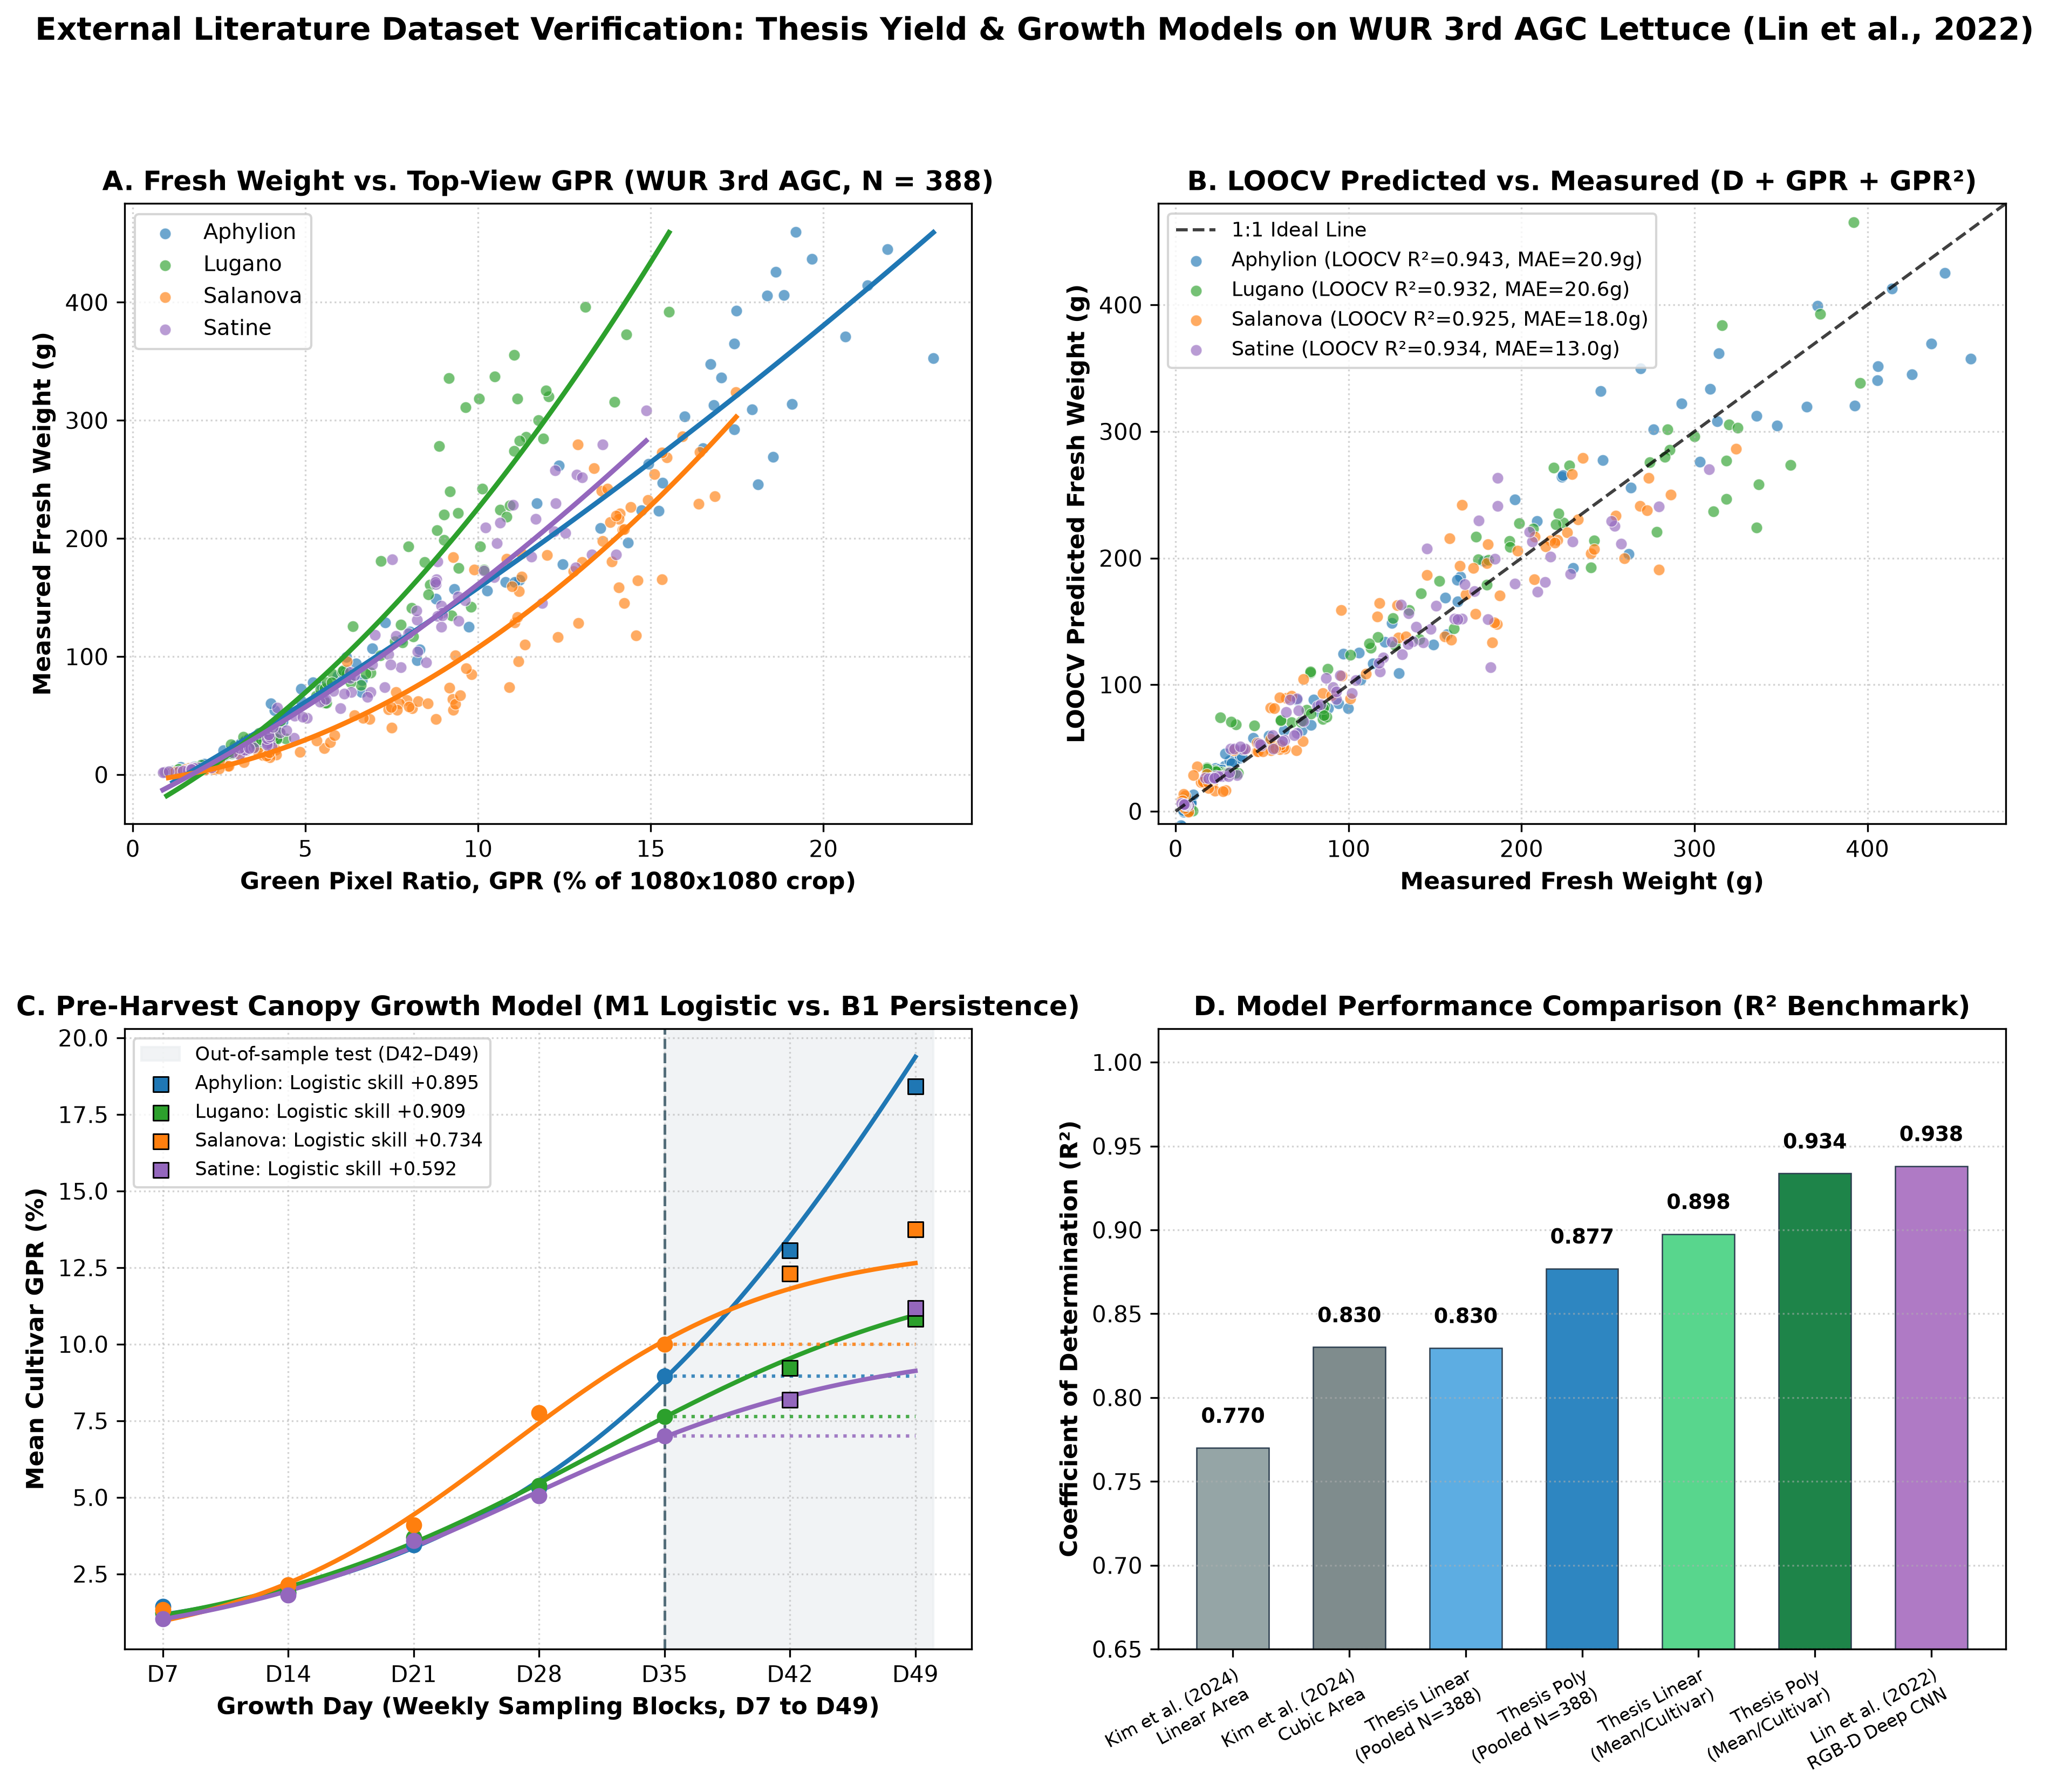 External Literature Dataset Verification: Thesis Yield & Growth Models on WUR 3rd AGC Lettuce (Lin et al., 2022)
A. Fresh Weight vs. Top-View GPR (WUR 3rd AGC, N = 388)
Measured Fresh Weight (g)
400
300
200
100
0
Aphylion
Lugano
Salanova
Satine
0
5
10
15
20
Green Pixel Ratio, GPR (% of 1080x1080 crop)
B. LOOCV Predicted vs. Measured (D + GPR + GPR²)
LOOCV Predicted Fresh Weight (g)
400
300
200
100
0
1:1 Ideal Line
Aphylion (LOOCV R²=0.943, MAE=20.9g)
Lugano (LOOCV R²=0.932, MAE=20.6g)
Salanova (LOOCV R²=0.925, MAE=18.0g)
Satine (LOOCV R²=0.934, MAE=13.0g)
0
100
200
300
400
Measured Fresh Weight (g)
C. Pre-Harvest Canopy Growth Model (M1 Logistic vs. B1 Persistence)
Mean Cultivar GPR (%)
20.0
17.5
15.0
12.5
10.0
7.5
5.0
2.5
Out-of-sample test (D42–D49)
Aphylion: Logistic skill +0.895
Lugano: Logistic skill +0.909
Salanova: Logistic skill +0.734
Satine: Logistic skill +0.592
D7
D14
D21
D28
D35
D42
D49
Growth Day (Weekly Sampling Blocks, D7 to D49)
D. Model Performance Comparison (R² Benchmark)
Coefficient of Determination (R²)
1.00
0.95
0.90
0.85
0.80
0.75
0.70
0.65
0.770
0.830
0.830
0.877
0.898
0.934
0.938
Kim et al. (2024)
Linear Area
Kim et al. (2024)
Cubic Area
Thesis Linear
(Pooled N=388)
Thesis Poly
(Pooled N=388)
Thesis Linear
(Mean/Cultivar)
Thesis Poly
(Mean/Cultivar)
Lin et al. (2022)
RGB-D Deep CNN